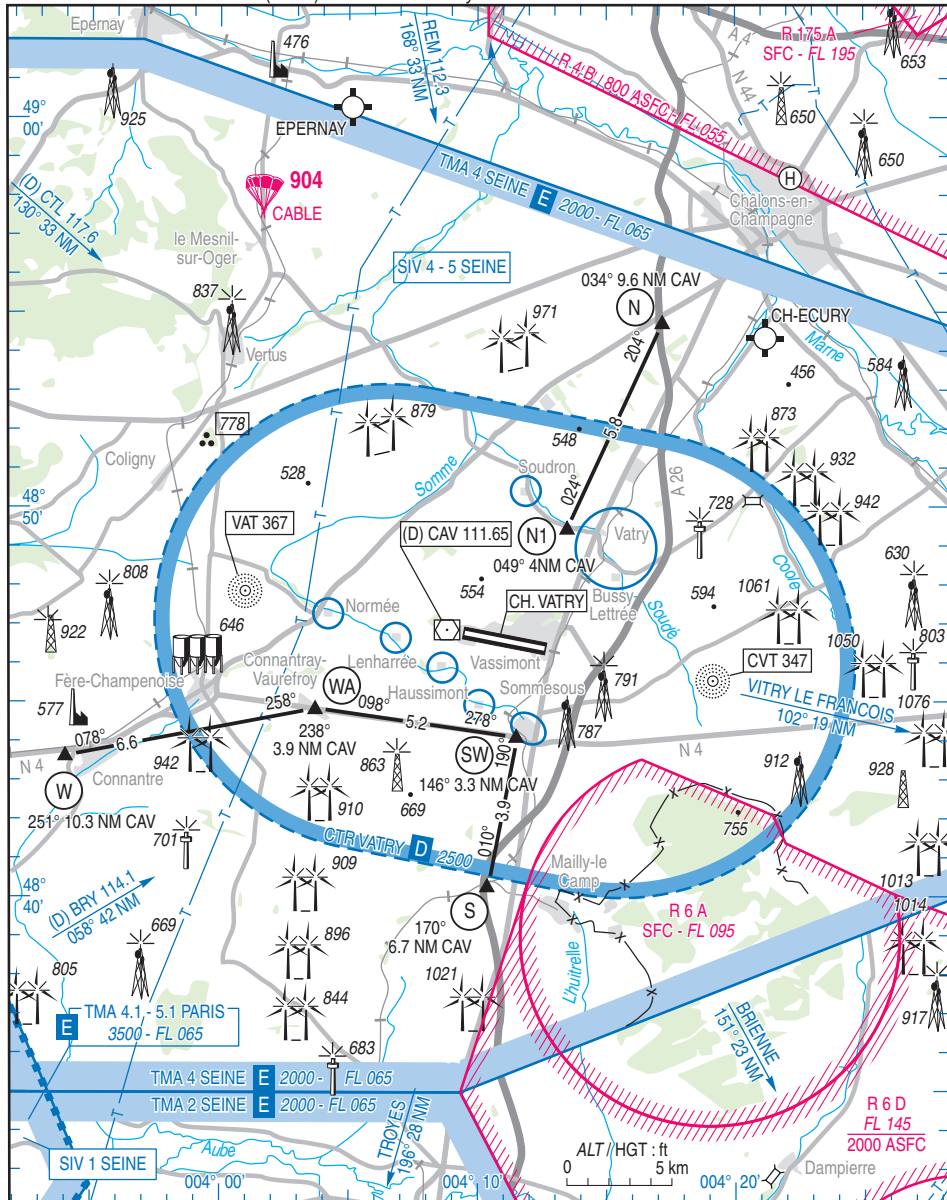 Epernay
476
REM 112.3
168° 33 NM
R 175 A
SFC - FL 195
653
A 4
N 44
R 4 B / 800 ASFC - FL 055
925
49°
00'
EPERNAY
650
650
TMA 4 SEINE E 2000 - FL 065
H
Châlons-en-
Champagne
(D) CTL 117.6
130° 33 NM
904
CABLE
le Mesnil-
sur-Oger
SIV 4 - 5 SEINE
034° 9.6 NM CAV
N
837
971
CH-ECURY
Marne
204°
Vertus
456
584
879
778
548
5.8
873
Coligny
528
Somme
Soudron
932
024°
A 26
942
48°
50'
VAT 367
(D) CAV 111.65
N1
Vatry
728
049° 4NM CAV
Coole
630
808
554
CH. VATRY
Bussy-
Lettrée
594
1061
Normée
Soudé
922
646
1050
803
Lenharrée
Vassimont
CVT 347
Connantray-
Vaurefroy
WA
Fère-Champenoise
791
Haussimont
Sommesous
1076
577
258°
098°
VITRY LE FRANCOIS
102° 19 NM
078°
6.6
5.2
278°
238°
3.9 NM CAV
787
942
SW
190°
N 4
N 4
863
912
W
Connantre
146° 3.3 NM CAV
928
910
669
3.9
251° 10.3 NM CAV
755
701
CTR VATRY D 2500
010°
909
Mailly-le
Camp
1013
48°
40'
(D) BRY 114.1
058° 42 NM
S
1014
R 6 A
SFC - FL 095
669
896
170°
6.7 NM CAV
L'huitrelle
805
1021
844
917
TMA 4.1 - 5.1 PARIS
E
3500 - FL 065
BRIENNE
151° 23 NM
683
TMA 4 SEINE E 2000 - FL 065
TMA 2 SEINE E 2000 - FL 065
TROYES
196° 28 NM
R 6 D
FL 145
2000 ASFC
Aube
ALT / HGT : ft
SIV 1 SEINE
0 5 km
Dampierre
004° 00'
004° 10'
004° 20'